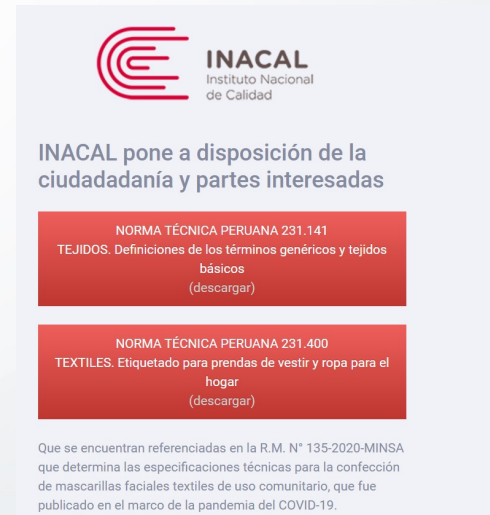 INACAL
Instituto Nacional
de Calidad
INACAL pone a disposición de la
ciudadadanía y partes interesadas
NORMA TÉCNICA PERUANA 231.141
TEJIDOS. Definiciones de los términos genéricos y tejidos
básicos
(descargar)
NORMA TÉCNICA PERUANA 231.400
TEXTILES. Etiquetado para prendas de vestir y ropa para el
hogar
(descargar)
Que se encuentran referenciadas en la R.M. N° 135-2020-MINSA
que determina las especificaciones técnicas para la confección
de mascarillas faciales textiles de uso comunitario, que fue
publicado en el marco de la pandemia del COVID-19.